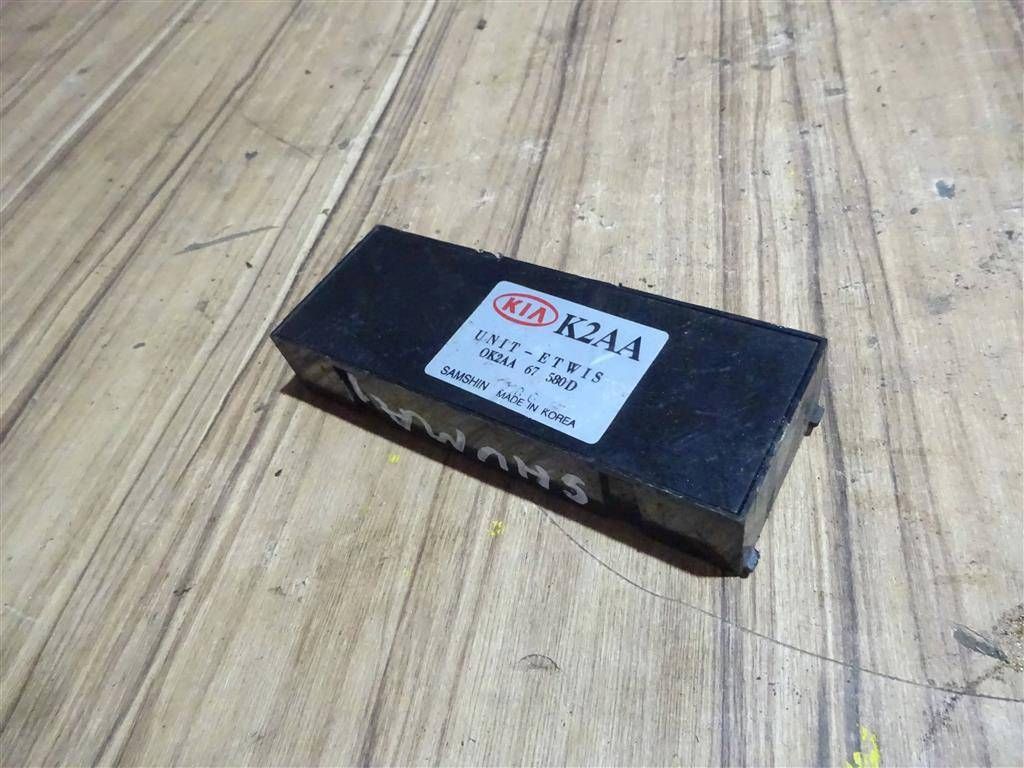 KIA K2AA
UNIT-ETWIS
OK2AA 67 580D
SAMSHIN MADE IN KOREA
SHUMA